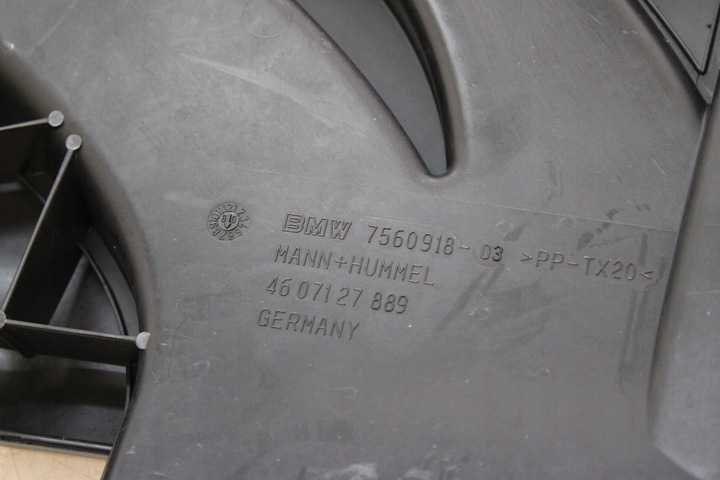 BMW 7560918-03 >PP-TX20<
MANN+HUMMEL
46 071 27 889
GERMANY